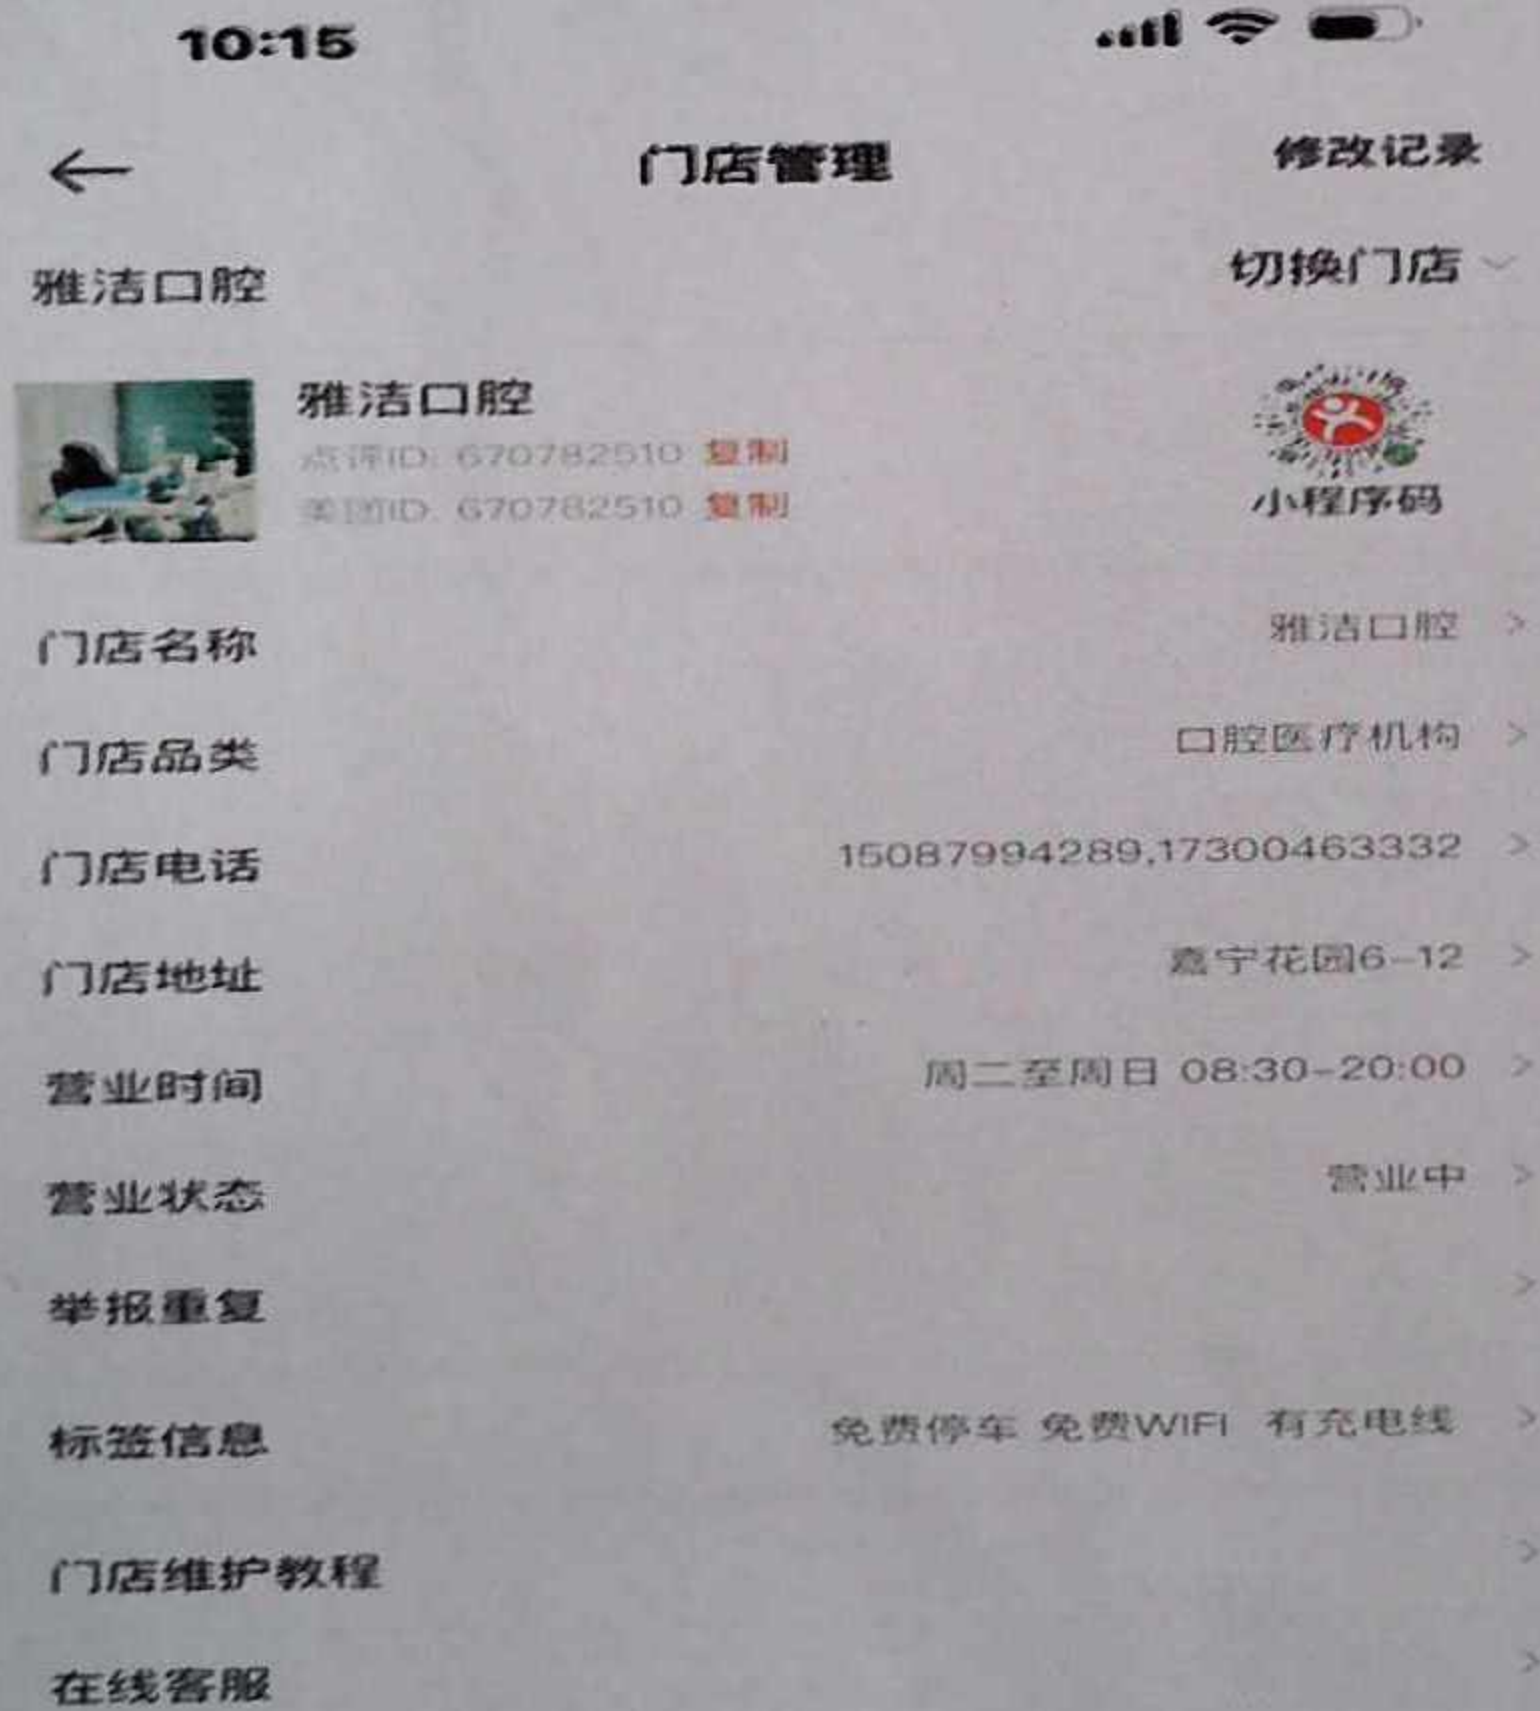 10:15
门店管理
修改记录
雅洁口腔
切换门店
雅洁口腔
点评ID: 670782510 复制
美团ID: 670782510 复制
小程序码
门店名称 雅洁口腔
门店品类 口腔医疗机构
门店电话 15087994289,17300463332
门店地址 嘉宁花园6-12
营业时间 周二至周日 08:30-20:00
营业状态 营业中
举报重复
标签信息 免费停车 免费WIFI 有充电线
门店维护教程
在线客服